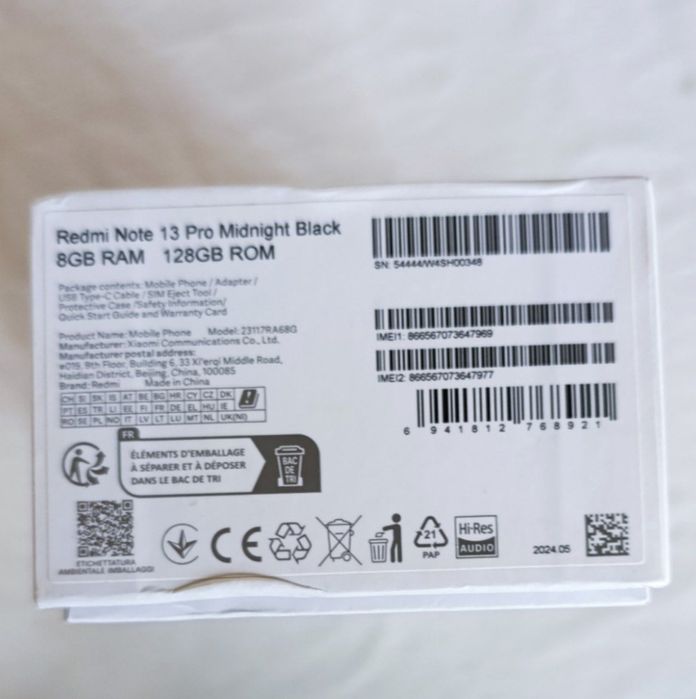 Redmi Note 13 Pro Midnight Black
8GB RAM 128GB ROM
Package contents: Mobile Phone / Adapter /
USB Type-C Cable / SIM Eject Tool /
Protective Case /Safety Information/
Quick Start Guide and Warranty Card
Product Name: Mobile Phone Model: 23117RA68G
Manufacturer: Xiaomi Communications Co., Ltd.
Manufacturer postal address:
#019, 9th Floor, Building 6, 33 Xi'erqi Middle Road,
Haidian District, Beijing, China, 100085
Brand: Redmi Made in China
CH SI SK IS AT BE BG HR CY CZ DK
PT ES TR LI EE FI FR DE EL HU IE
RO SE PL NO IT LV LT LU MT NL UK(NI)
SN: 54444/W4SH00348
IMEI1: 866567073647969
IMEI2: 866567073647977
6 941812 768921
FR
ÉLÉMENTS D'EMBALLAGE
À SÉPARER ET À DÉPOSER
DANS LE BAC DE TRI
BAC
DE
TRI
ETICHETTATURA
AMBIENTALE IMBALLAGGI
CE
21
PAP
Hi-Res
AUDIO
2024.05